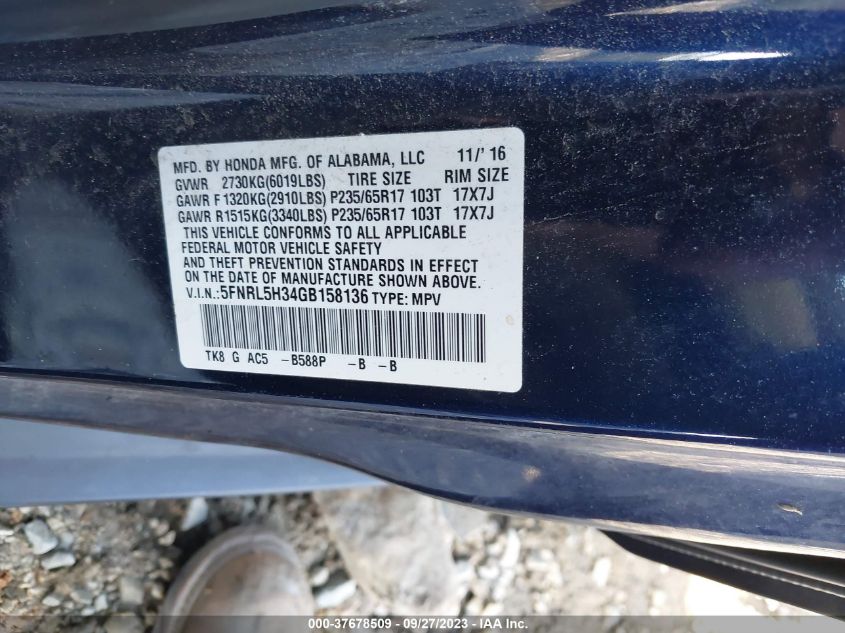 MFD. BY HONDA MFG. OF ALABAMA, LLC 11/'16
GVWR 2730KG(6019LBS) TIRE SIZE RIM SIZE
GAWR F 1320KG(2910LBS) P235/65R17 103T 17X7J
GAWR R1515KG(3340LBS) P235/65R17 103T 17X7J
THIS VEHICLE CONFORMS TO ALL APPLICABLE
FEDERAL MOTOR VEHICLE SAFETY
AND THEFT PREVENTION STANDARDS IN EFFECT
ON THE DATE OF MANUFACTURE SHOWN ABOVE.
V.I.N.:5FNRL5H34GB158136 TYPE: MPV
TK8 G AC5 -B588P -B -B
000-37678509 - 09/27/2023 - IAA Inc.